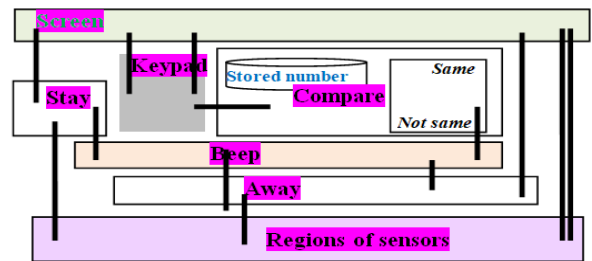 Screen
Keypad
Stored number
Same
Stay
Compare
Not same
Beep
Away
Regions of sensors